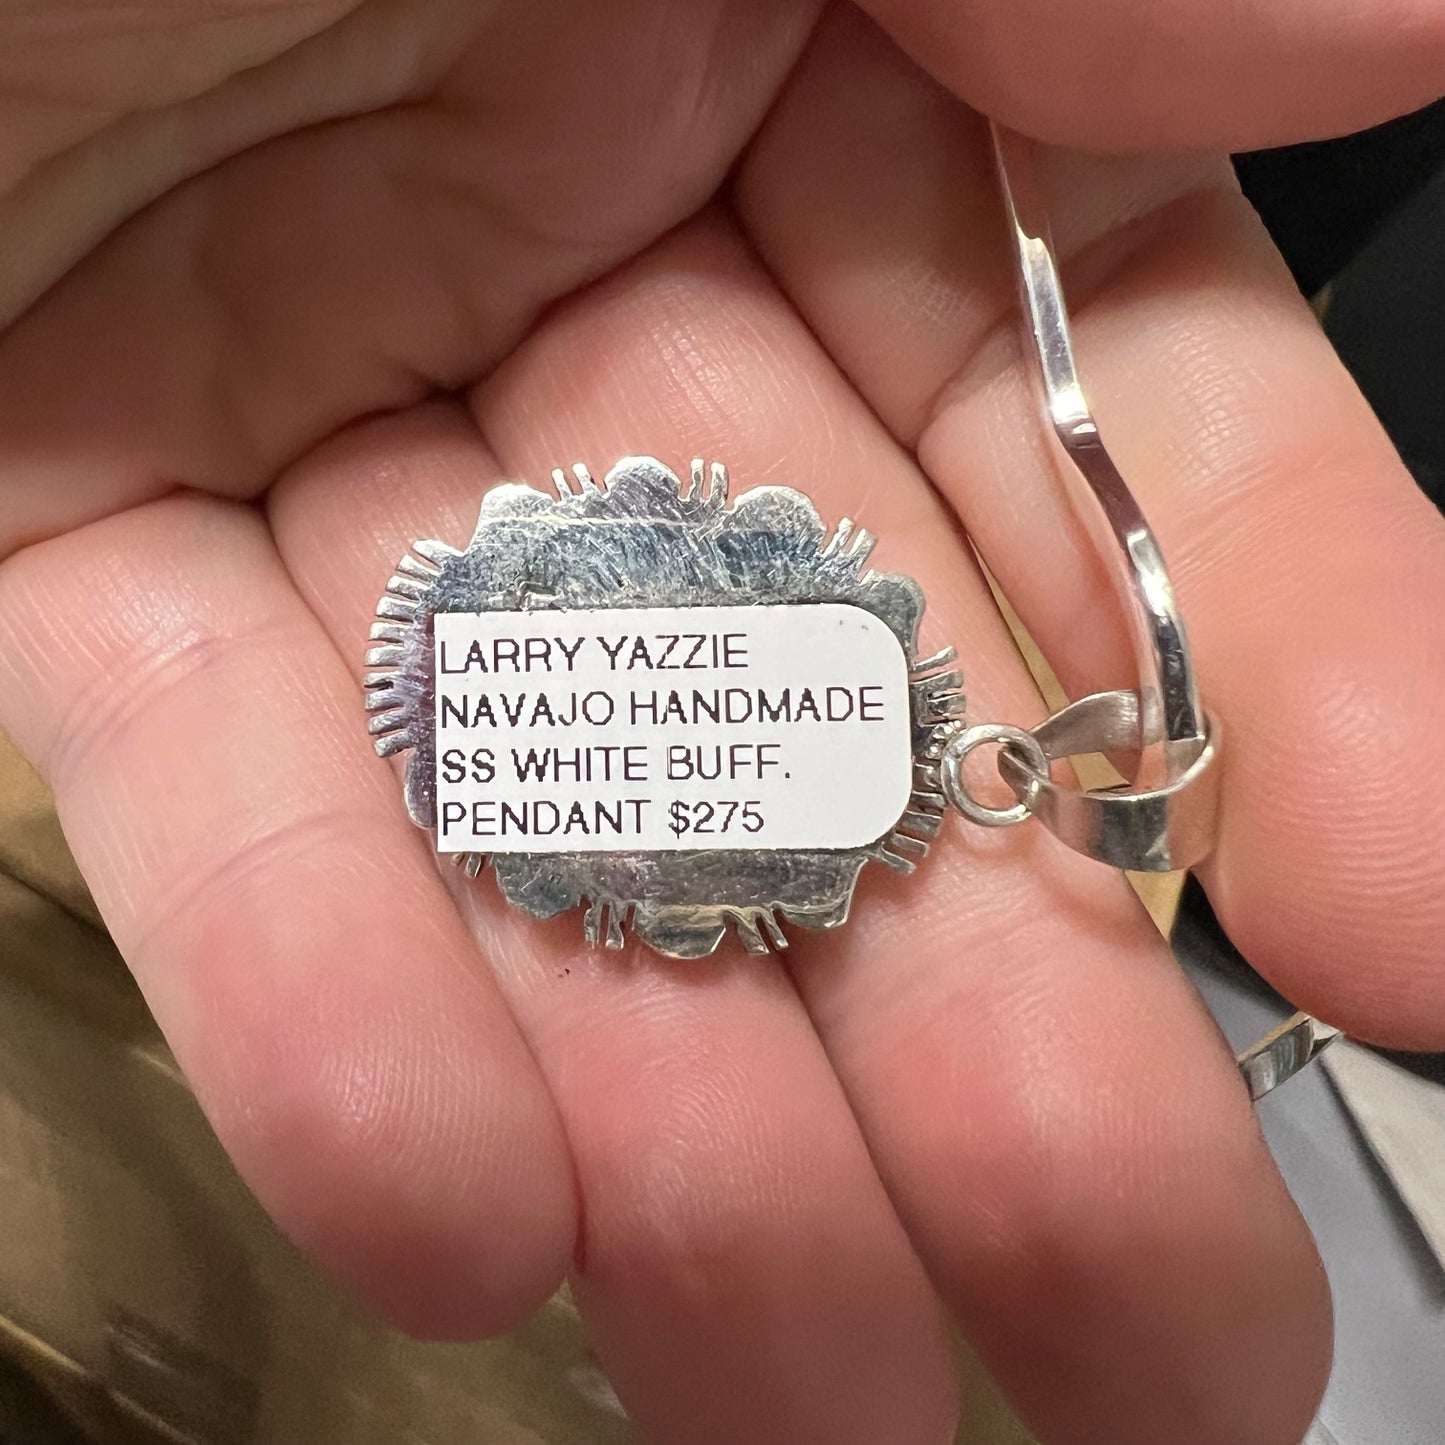 LARRY YAZZIE
NAVAJO HANDMADE
SS WHITE BUFF.
PENDANT $275